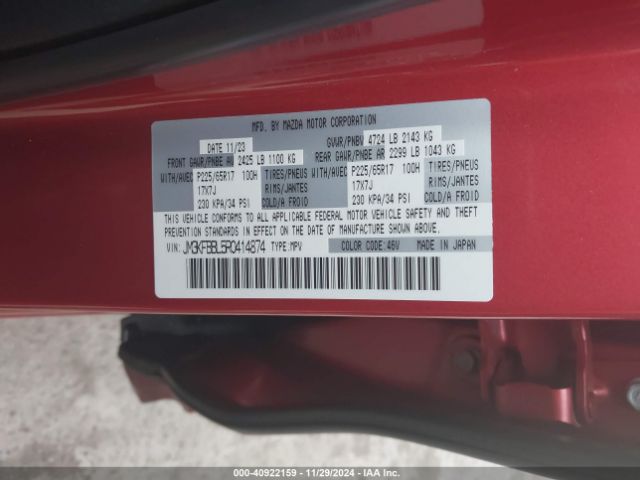 MFD. BY MAZDA MOTOR CORPORATION
DATE 11/23 GVWR/PNBV 4724 LB 2143 KG
FRONT GAWR/PNBE AV 2425 LB 1100 KG REAR GAWR/PNBE AR 2299 LB 1043 KG
WITH/AVEC P225/65R17 100H TIRES/PNEUS WITH/AVEC P225/65R17 100H TIRES/PNEUS
17X7J RIMS/JANTES 17X7J RIMS/JANTES
230 KPA/34 PSI COLD/A FROID 230 KPA/34 PSI COLD/A FROID
THIS VEHICLE CONFORMS TO ALL APPLICABLE FEDERAL MOTOR VEHICLE SAFETY AND BUMPER
STANDARDS IN EFFECT ON THE DATE OF MANUFACTURE SHOWN ABOVE.
VIN: JM3KFBBL5P0414874 TYPE:MPV COLOR CODE:46V MADE IN JAPAN
000-40922159 - 11/29/2024 - IAA Inc.